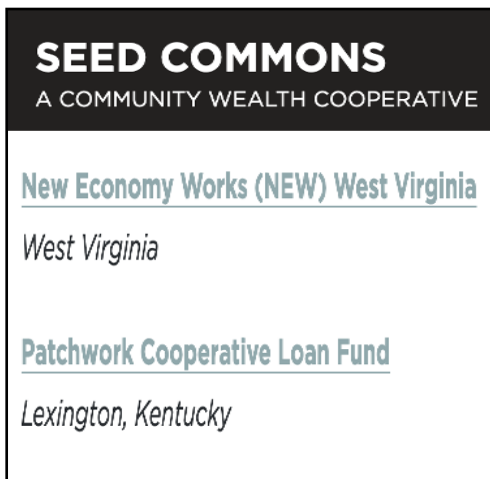 SEED COMMONS
A COMMUNITY WEALTH COOPERATIVE
New Economy Works (NEW) West Virginia
West Virginia
Patchwork Cooperative Loan Fund
Lexington, Kentucky